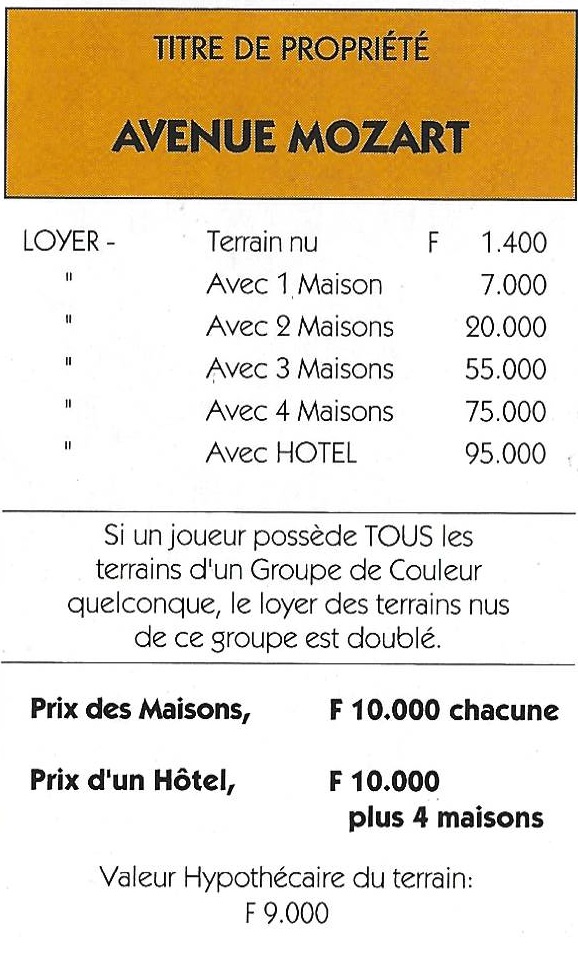 TITRE DE PROPRIÉTÉ
AVENUE MOZART
LOYER - Terrain nu F 1.400
" Avec 1 Maison 7.000
" Avec 2 Maisons 20.000
" Avec 3 Maisons 55.000
" Avec 4 Maisons 75.000
" Avec HOTEL 95.000
Si un joueur possède TOUS les
terrains d'un Groupe de Couleur
quelconque, le loyer des terrains nus
de ce groupe est doublé.
Prix des Maisons, F 10.000 chacune
Prix d'un Hôtel, F 10.000
plus 4 maisons
Valeur Hypothécaire du terrain:
F 9.000